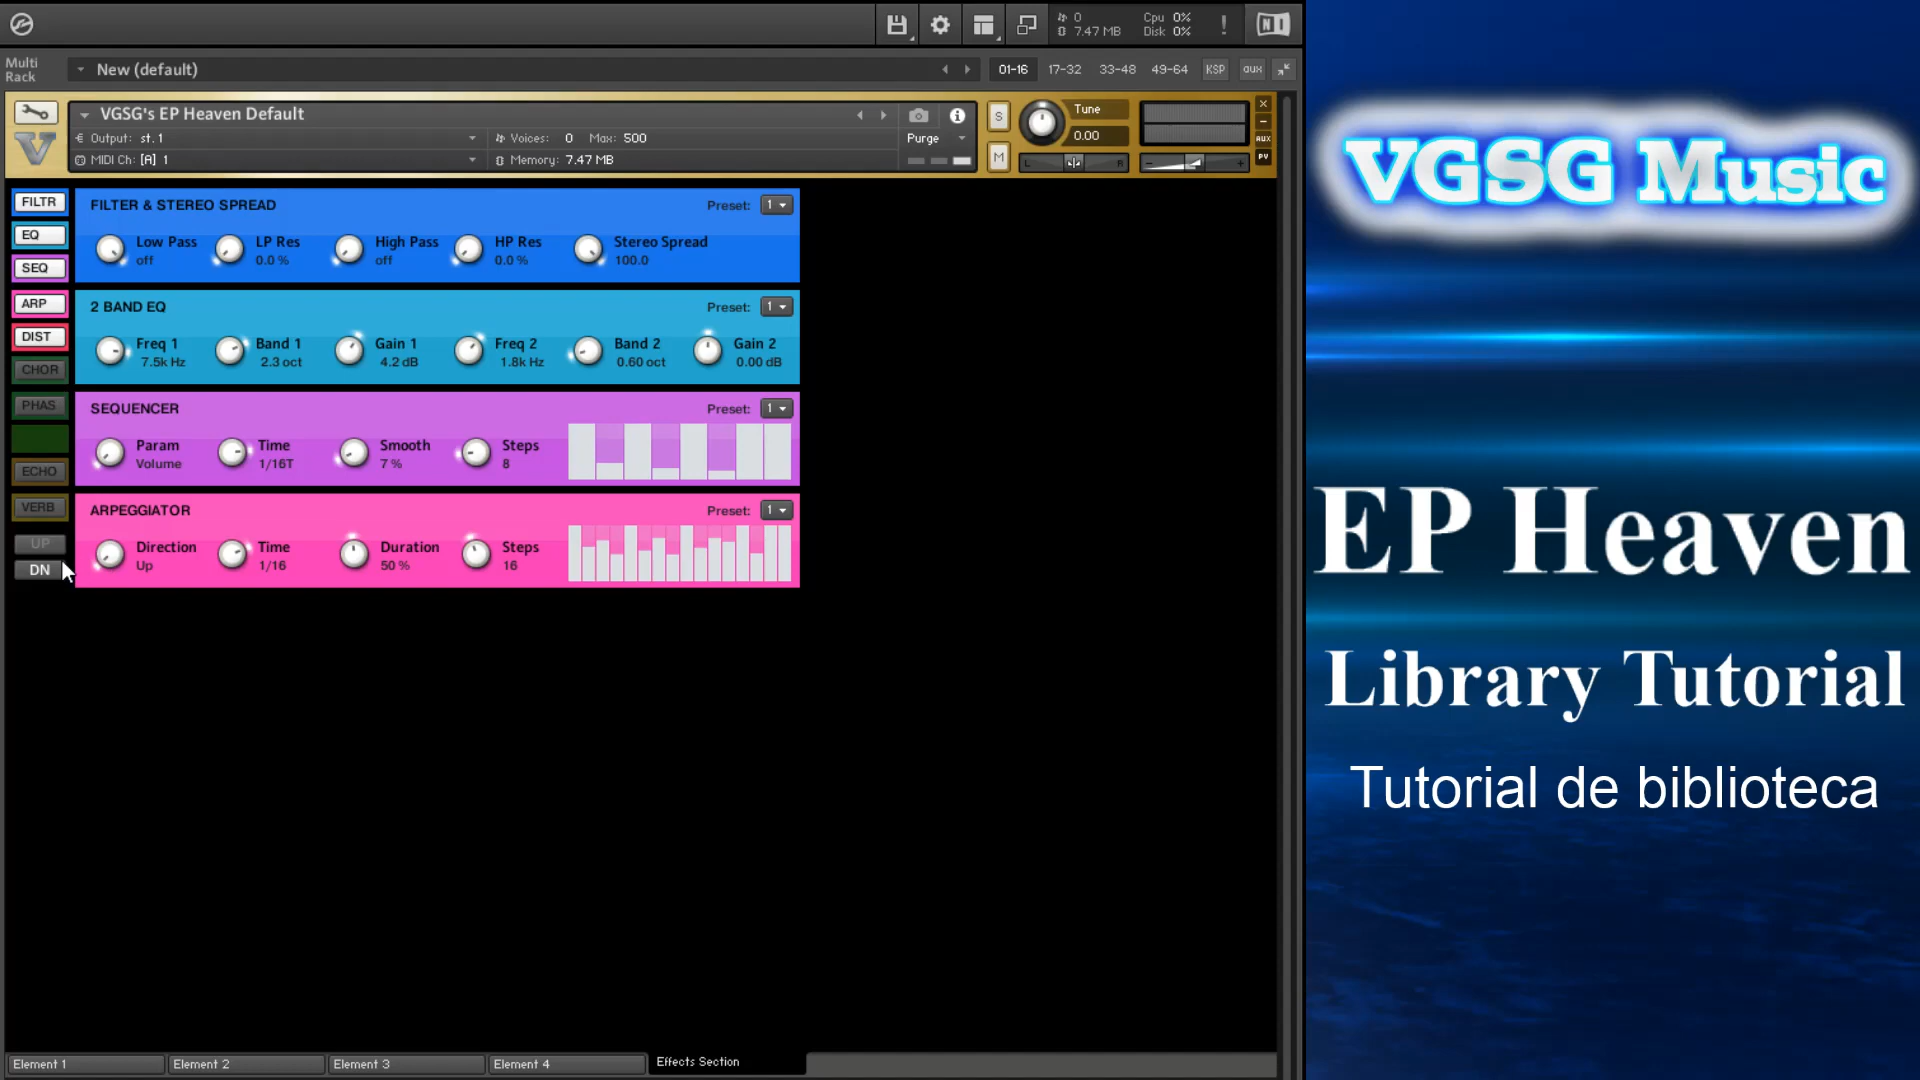 0
7.47 MB
Cpu 0%
Disk 0%
!
NI
Multi
Rack
New (default)
01-16
17-32
33-48
49-64
KSP
aux
VGSG's EP Heaven Default
Output: st. 1
Voices: 0 Max: 500
Purge
MIDI Ch: [A] 1
Memory: 7.47 MB
S
M
Tune
0.00
L R
- +
AUX
PV
V
FILTR
EQ
SEQ
ARP
DIST
CHOR
PHAS
ECHO
VERB
UP
DN
FILTER & STEREO SPREAD
Preset: 1
Low Pass
off
LP Res
0.0 %
High Pass
off
HP Res
0.0 %
Stereo Spread
100.0
2 BAND EQ
Preset: 1
Freq 1
7.5k Hz
Band 1
2.3 oct
Gain 1
4.2 dB
Freq 2
1.8k Hz
Band 2
0.60 oct
Gain 2
0.00 dB
SEQUENCER
Preset: 1
Param
Volume
Time
1/16T
Smooth
7 %
Steps
8
ARPEGGIATOR
Preset: 1
Direction
Up
Time
1/16
Duration
50 %
Steps
16
Element 1
Element 2
Element 3
Element 4
Effects Section
VGSG Music
EP Heaven
Library Tutorial
Tutorial de biblioteca